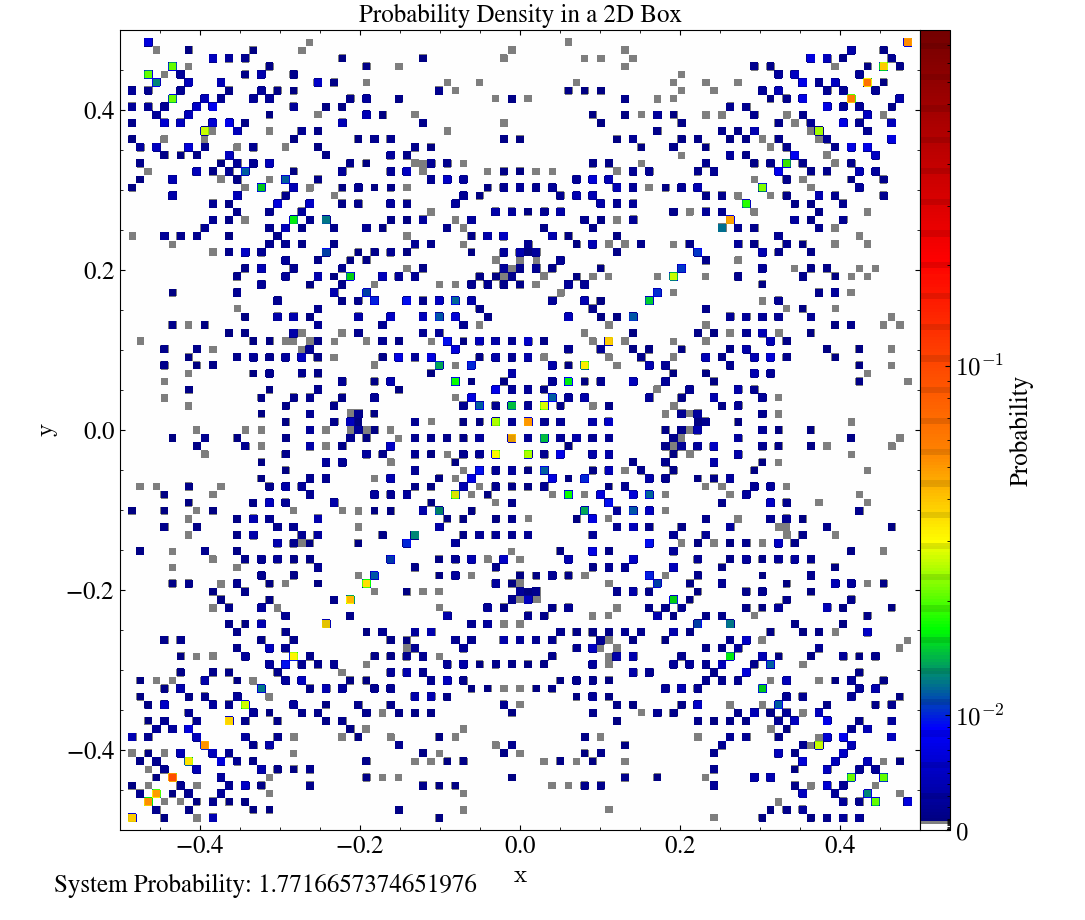 Probability Density in a 2D Box
0.4
0.2
0.0
−0.2
−0.4
y
−0.4 −0.2 0.0 0.2 0.4
x
10⁻¹
10⁻²
0
Probability
System Probability: 1.7716657374651976